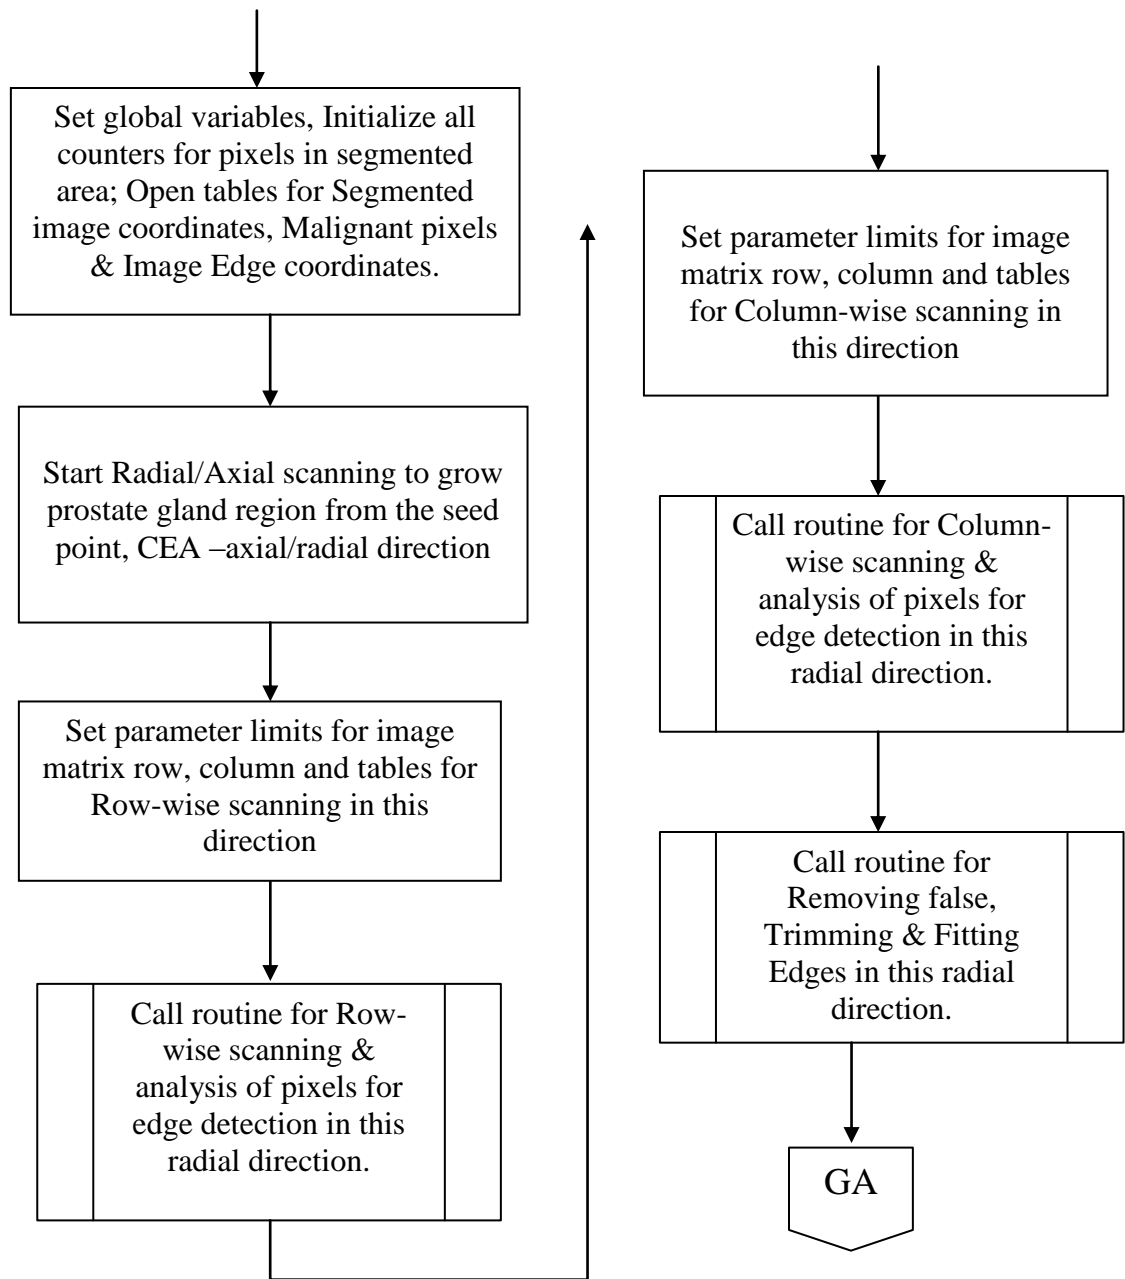 Set global variables, Initialize all
counters for pixels in segmented
area; Open tables for Segmented
image coordinates, Malignant pixels
& Image Edge coordinates.
Start Radial/Axial scanning to grow
prostate gland region from the seed
point, CEA –axial/radial direction
Set parameter limits for image
matrix row, column and tables for
Row-wise scanning in this
direction
Call routine for Row-
wise scanning &
analysis of pixels for
edge detection in this
radial direction.
Set parameter limits for image
matrix row, column and tables
for Column-wise scanning in
this direction
Call routine for Column-
wise scanning &
analysis of pixels for
edge detection in this
radial direction.
Call routine for
Removing false,
Trimming & Fitting
Edges in this radial
direction.
GA